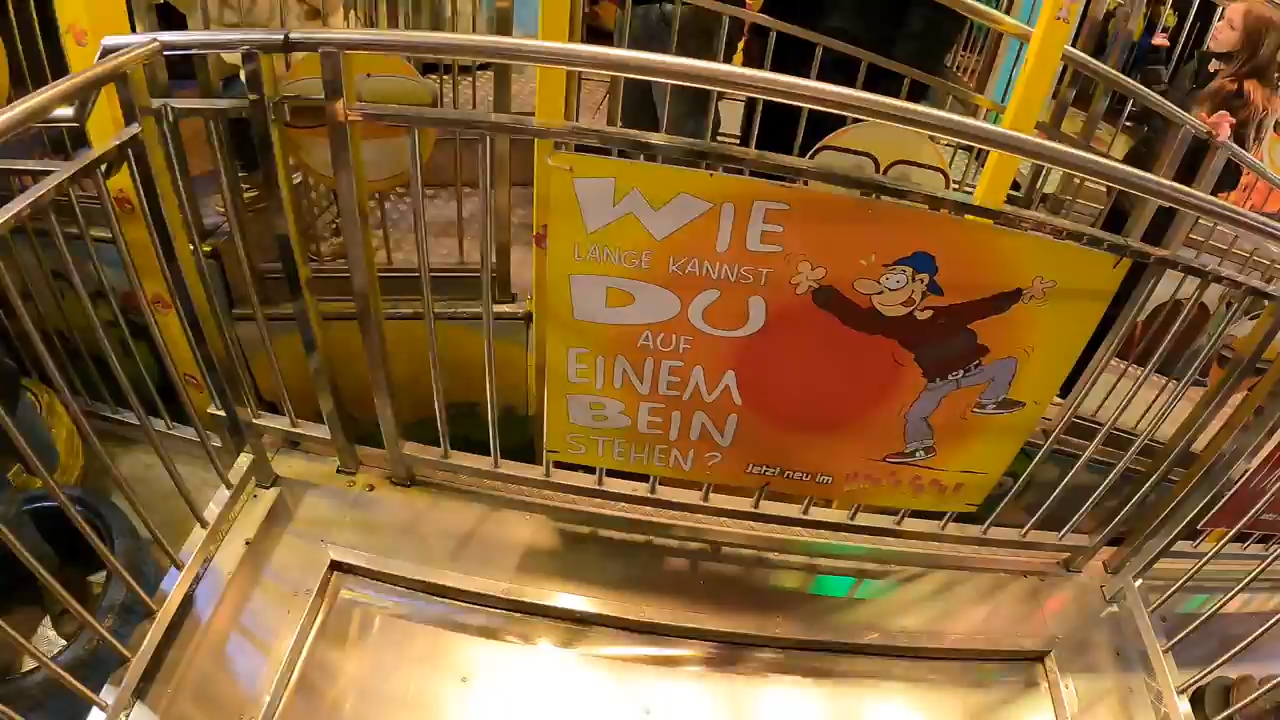 WIE
LANGE KANNST
DU
AUF
EINEM
BEIN
STEHEN?
Jetzt neu im